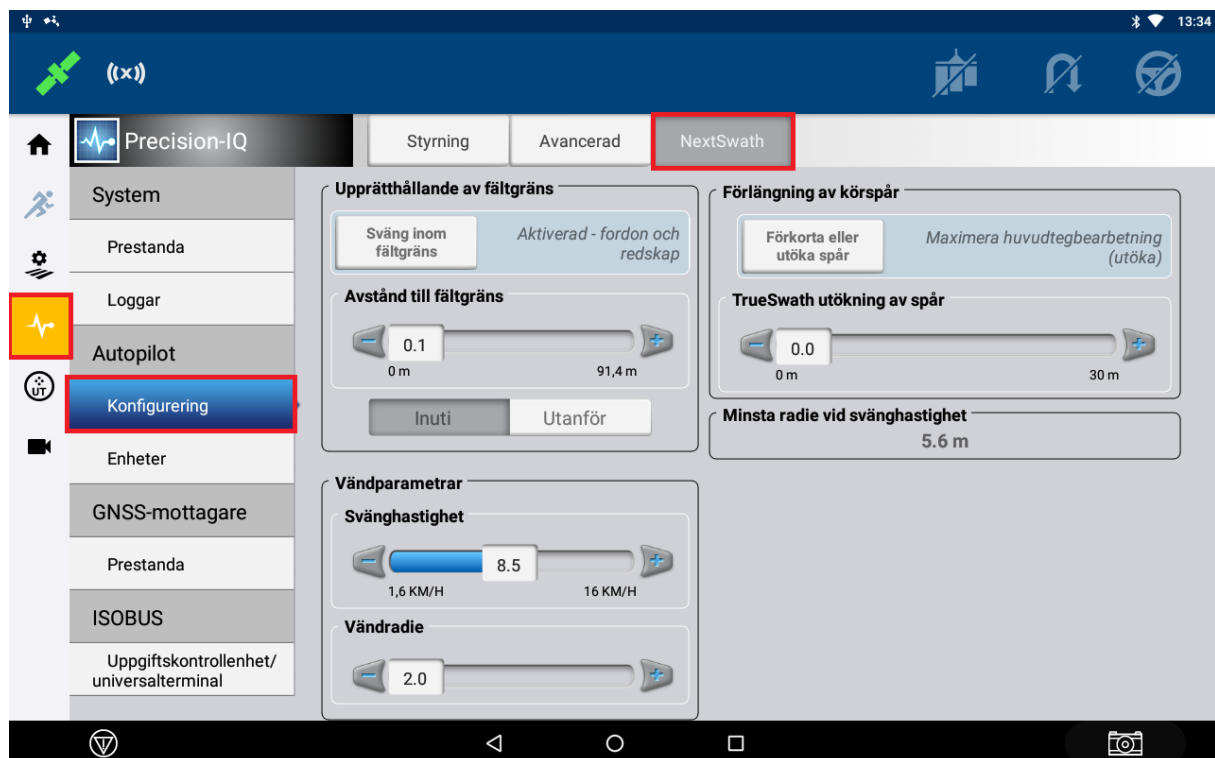 13:34
((×))
Precision-IQ
Styrning
Avancerad
NextSwath
System
Prestanda
Loggar
Autopilot
Konfigurering
Enheter
GNSS-mottagare
Prestanda
ISOBUS
Uppgiftskontrollenhet/
universalterminal
UT
Upprätthållande av fältgräns
Sväng inom
fältgräns
Aktiverad - fordon och
redskap
Avstånd till fältgräns
0.1
0 m
91,4 m
Inuti
Utanför
Vändparametrar
Svänghastighet
8.5
1,6 KM/H
16 KM/H
Vändradie
2.0
Förlängning av körspår
Förkorta eller
utöka spår
Maximera huvudtegbearbetning
(utöka)
TrueSwath utökning av spår
0.0
0 m
30 m
Minsta radie vid svänghastighet
5.6 m